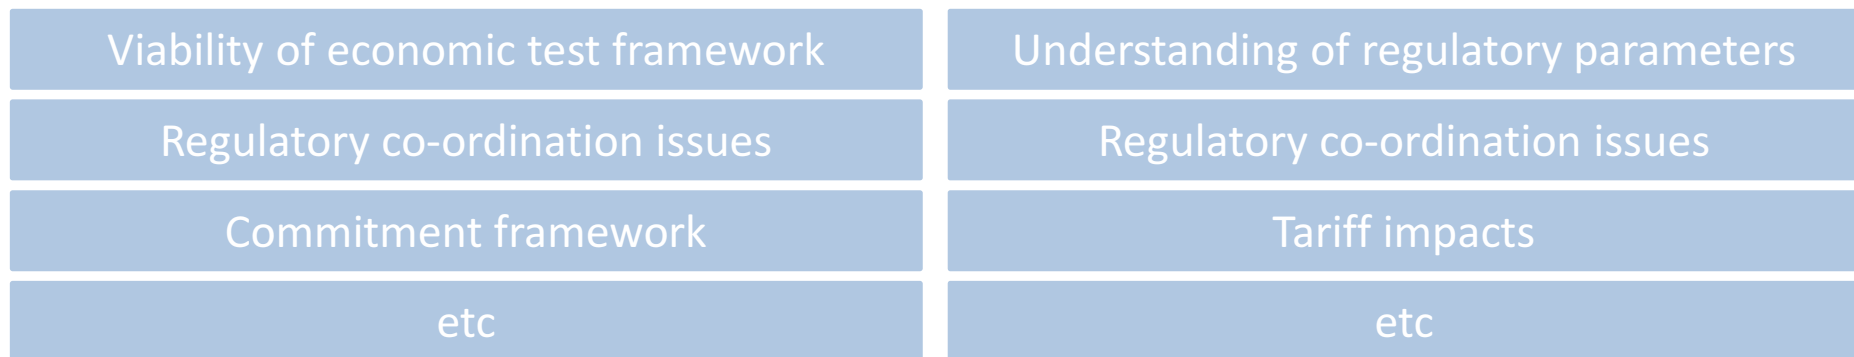 Viability of economic test framework
Understanding of regulatory parameters
Regulatory co-ordination issues
Regulatory co-ordination issues
Commitment framework
Tariff impacts
etc
etc